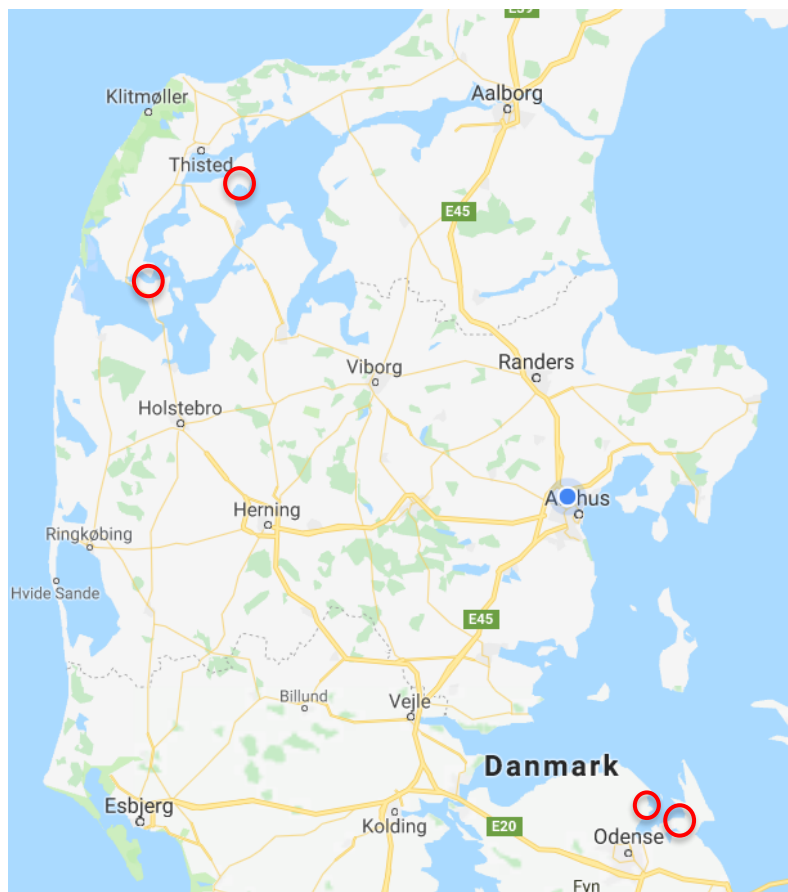 E39
Klitmøller
Aalborg
Thisted
E45
Viborg
Randers
Holstebro
Herning
Ringkøbing
Hvide Sande
E45
Billund
Vejle
Danmark
Esbjerg
Kolding
E20
Odense
Fyn